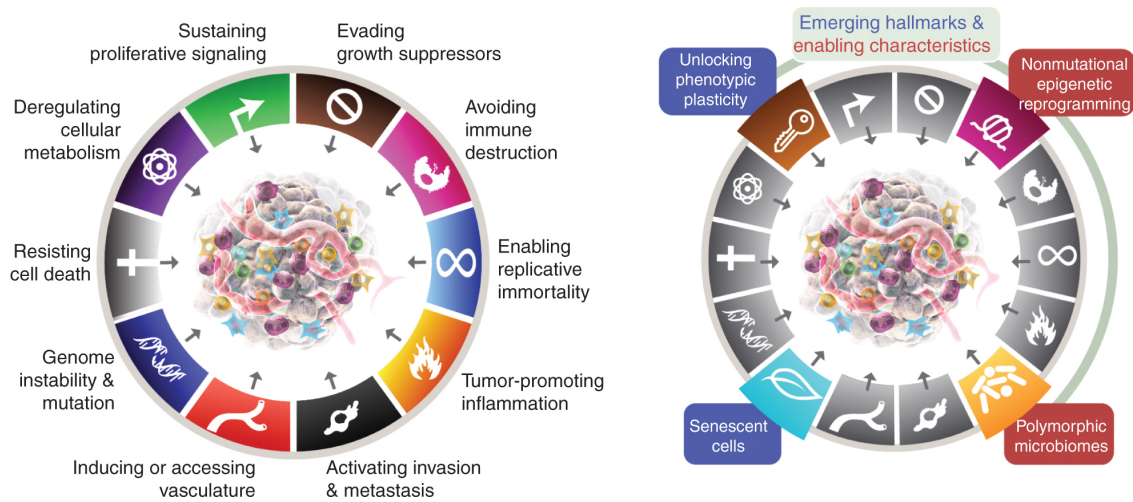 Sustaining
proliferative signaling
Evading
growth suppressors
Deregulating
cellular
metabolism
Avoiding
immune
destruction
Resisting
cell death
Enabling
replicative
immortality
Genome
instability &
mutation
Tumor-promoting
inflammation
Inducing or accessing
vasculature
Activating invasion
& metastasis
Emerging hallmarks &
enabling characteristics
Unlocking
phenotypic
plasticity
Nonmutational
epigenetic
reprogramming
Senescent
cells
Polymorphic
microbiomes